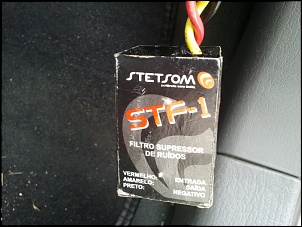 STETSOM
STF-1
FILTRO SUPRESSOR
DE RUÍDOS
VERMELHO: ENTRADA
AMARELO: SAÍDA
PRETO: NEGATIVO